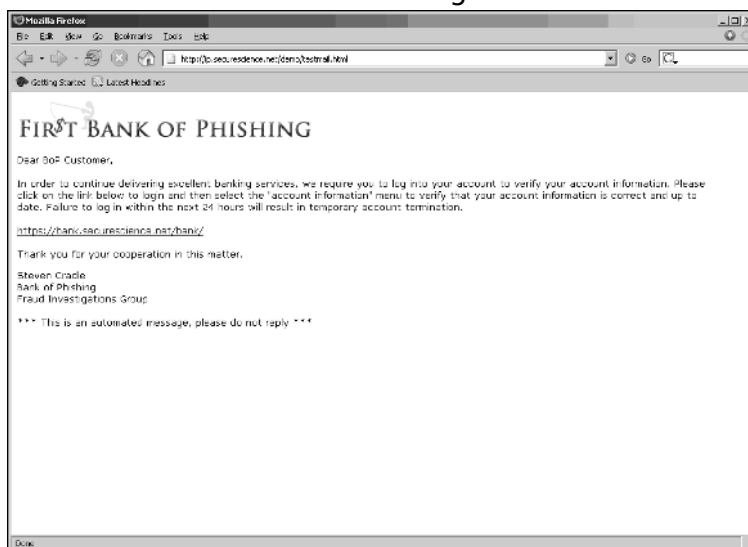 Mozilla Firefox
File Edit View Go Bookmarks Tools Help
http://ip.securescience.net/demo/testmail.html
Go
Getting Started Latest Headlines
FIR$T BANK OF PHISHING
Dear BoP Customer,
In order to continue delivering excellent banking services, we require you to log into your account to verify your account information. Please
click on the link below to login and then select the "account information" menu to verify that your account information is correct and up to
date. Failure to log in within the next 24 hours will result in temporary account termination.
https://bank.securescience.net/bank/
Thank you for your cooperation in this matter.
Steven Cradle
Bank of Phishing
Fraud Investigations Group
*** This is an automated message, please do not reply ***
Done